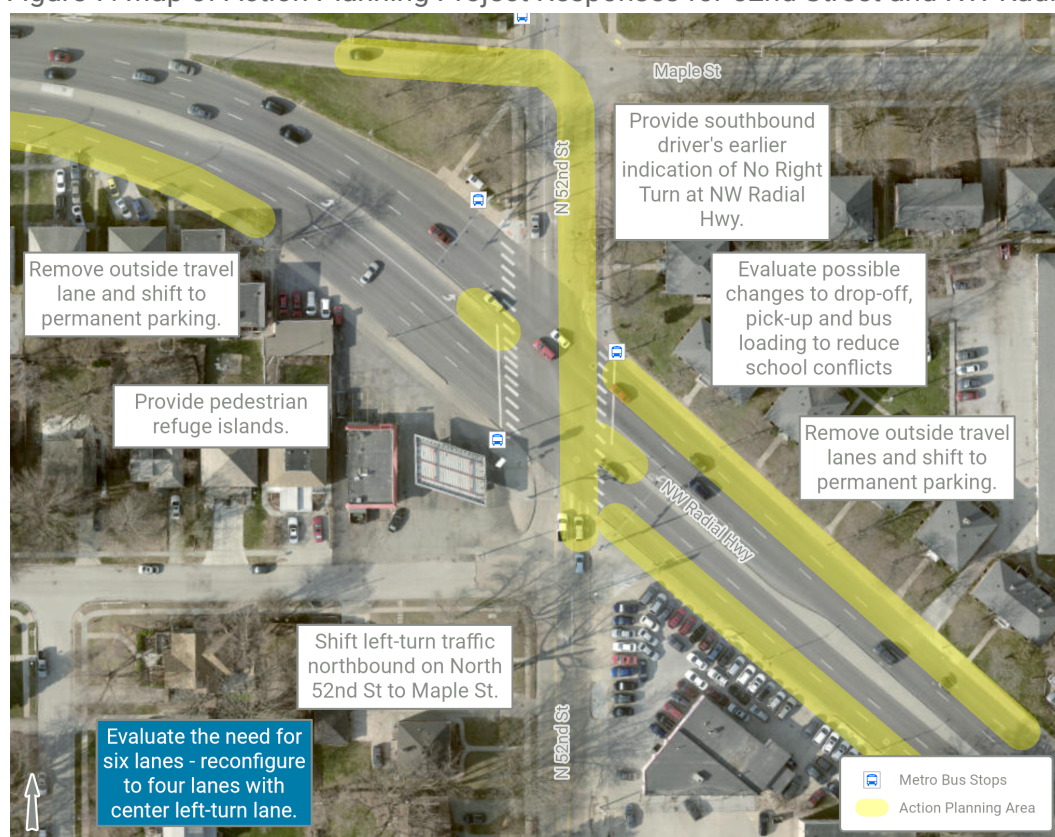 Maple St
N 52nd St
Provide southbound
driver's earlier
indication of No Right
Turn at NW Radial
Hwy.
Remove outside travel
lane and shift to
permanent parking.
Evaluate possible
changes to drop-off,
pick-up and bus
loading to reduce
school conflicts
Provide pedestrian
refuge islands.
Remove outside travel
lanes and shift to
permanent parking.
NW Radial Hwy
Shift left-turn traffic
northbound on North
52nd St to Maple St.
N 52nd St
Evaluate the need for
six lanes - reconfigure
to four lanes with
center left-turn lane.
Metro Bus Stops
Action Planning Area